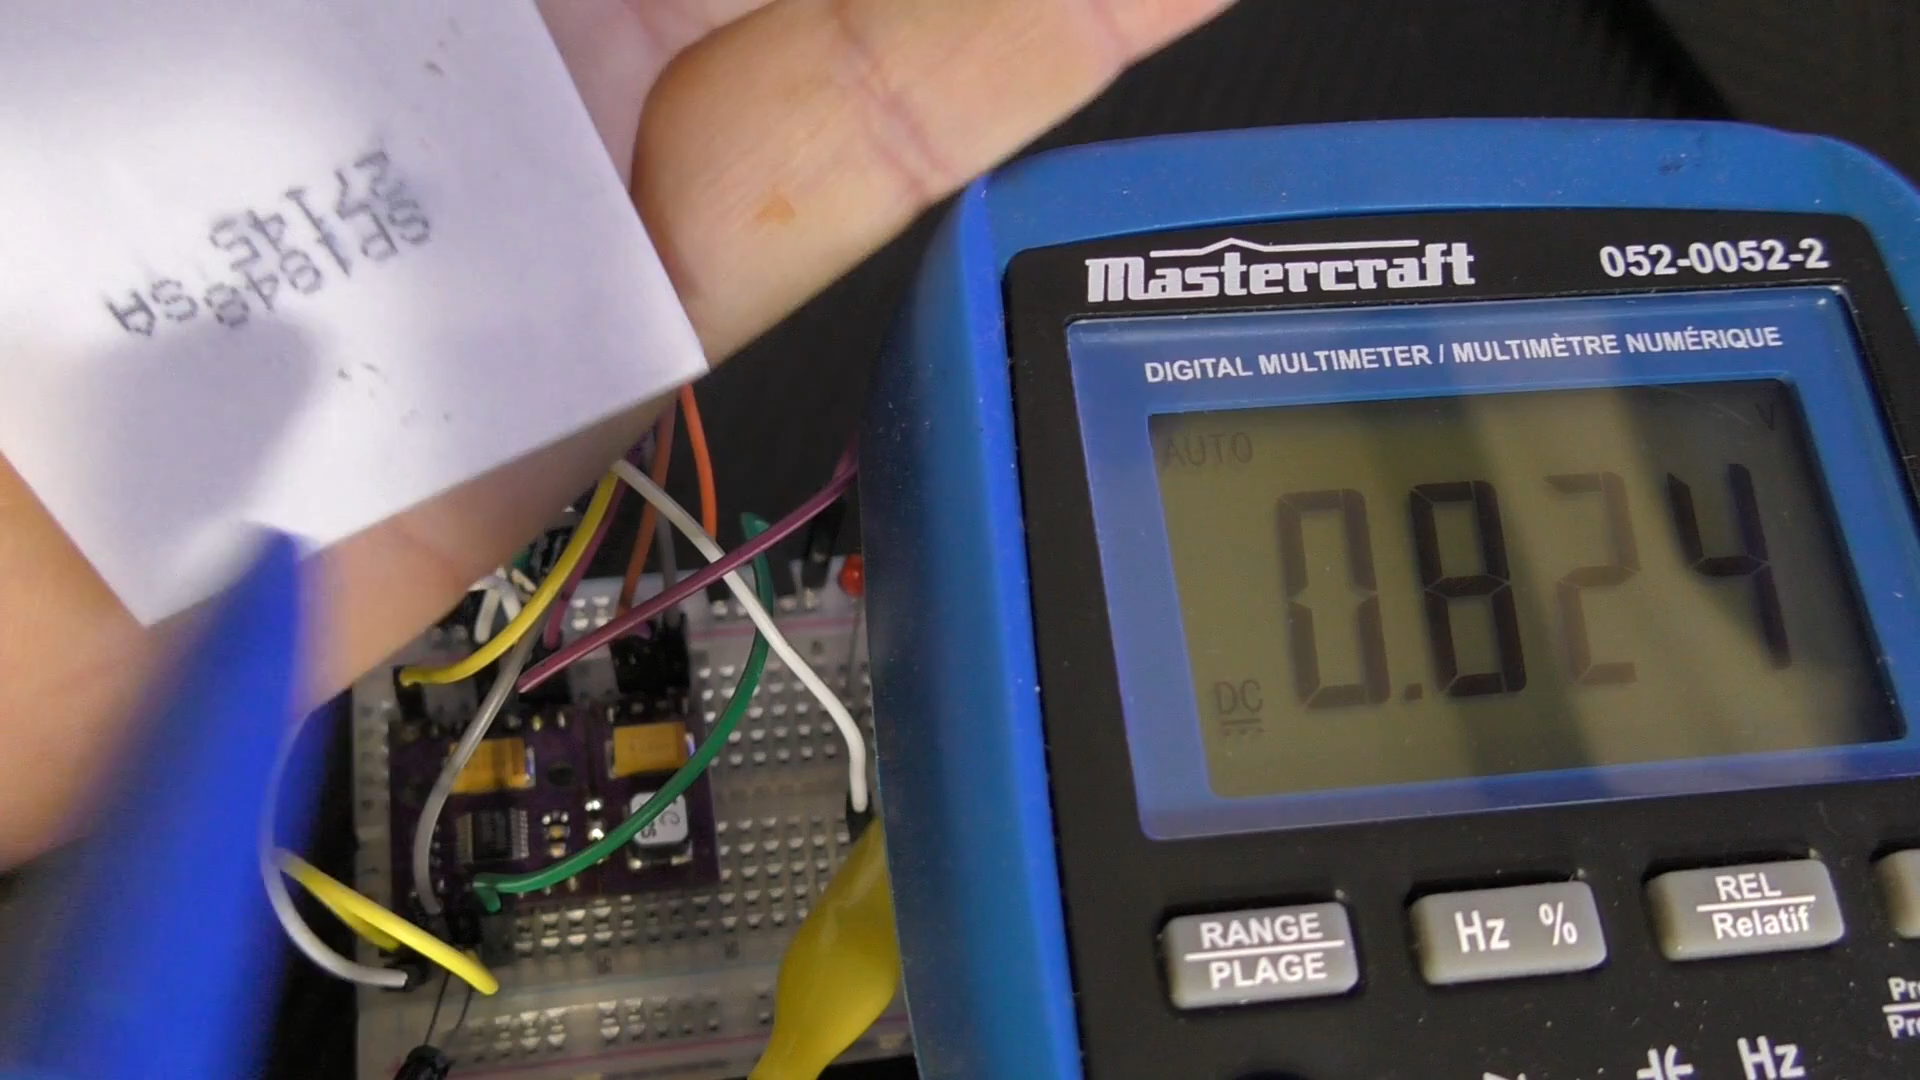 Mastercraft
052-0052-2
DIGITAL MULTIMETER / MULTIMÈTRE NUMÉRIQUE
AUTO
V
0.824
DC
RANGE
PLAGE
Hz %
REL
Relatif
Hz